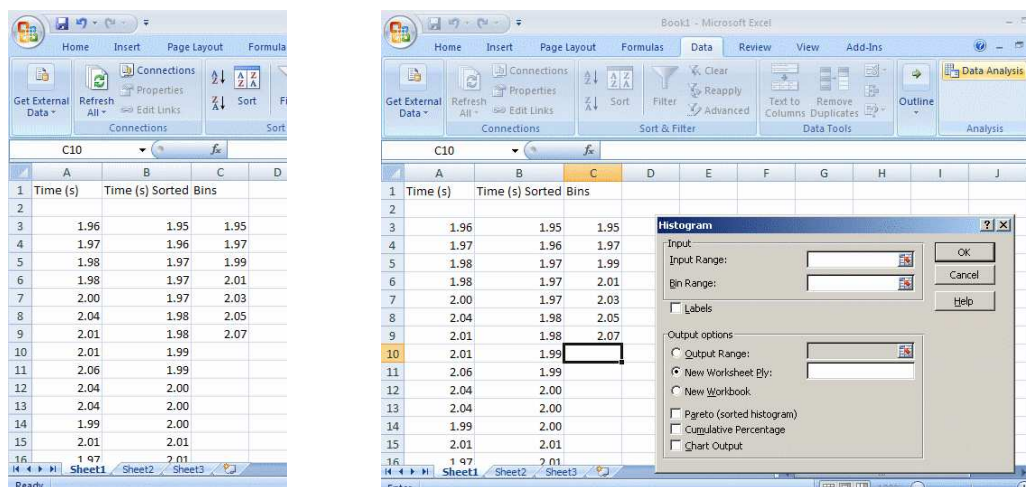 Home Insert Page Layout Formula
Get External Data
Refresh All
Connections
Properties
Edit Links
Sort
Connections Sort
C10 fx
A B C D
1 Time (s) Time (s) Sorted Bins
2
3 1.96 1.95 1.95
4 1.97 1.96 1.97
5 1.98 1.97 1.99
6 1.98 1.97 2.01
7 2.00 1.97 2.03
8 2.04 1.98 2.05
9 2.01 1.98 2.07
10 2.01 1.99
11 2.06 1.99
12 2.04 2.00
13 2.04 2.00
14 1.99 2.00
15 2.01 2.01
16 1.97 2.01
Sheet1 Sheet2 Sheet3
Ready
Book1 - Microsoft Excel
Home Insert Page Layout Formulas Data Review View Add-Ins
Get External Data
Refresh All
Connections
Properties
Edit Links
Sort
Filter
Clear
Reapply
Advanced
Text to Columns
Remove Duplicates
Outline
Data Analysis
Connections Sort & Filter Data Tools Analysis
C10 fx
A B C D E F G H I J
1 Time (s) Time (s) Sorted Bins
2
3 1.96 1.95 1.95
4 1.97 1.96 1.97
5 1.98 1.97 1.99
6 1.98 1.97 2.01
7 2.00 1.97 2.03
8 2.04 1.98 2.05
9 2.01 1.98 2.07
10 2.01 1.99
11 2.06 1.99
12 2.04 2.00
13 2.04 2.00
14 1.99 2.00
15 2.01 2.01
16 1.97 2.01
Sheet1 Sheet2 Sheet3
Histogram
Input
Input Range:
Bin Range:
Labels
Output options
Output Range:
New Worksheet Ply:
New Workbook
Pareto (sorted histogram)
Cumulative Percentage
Chart Output
OK
Cancel
Help